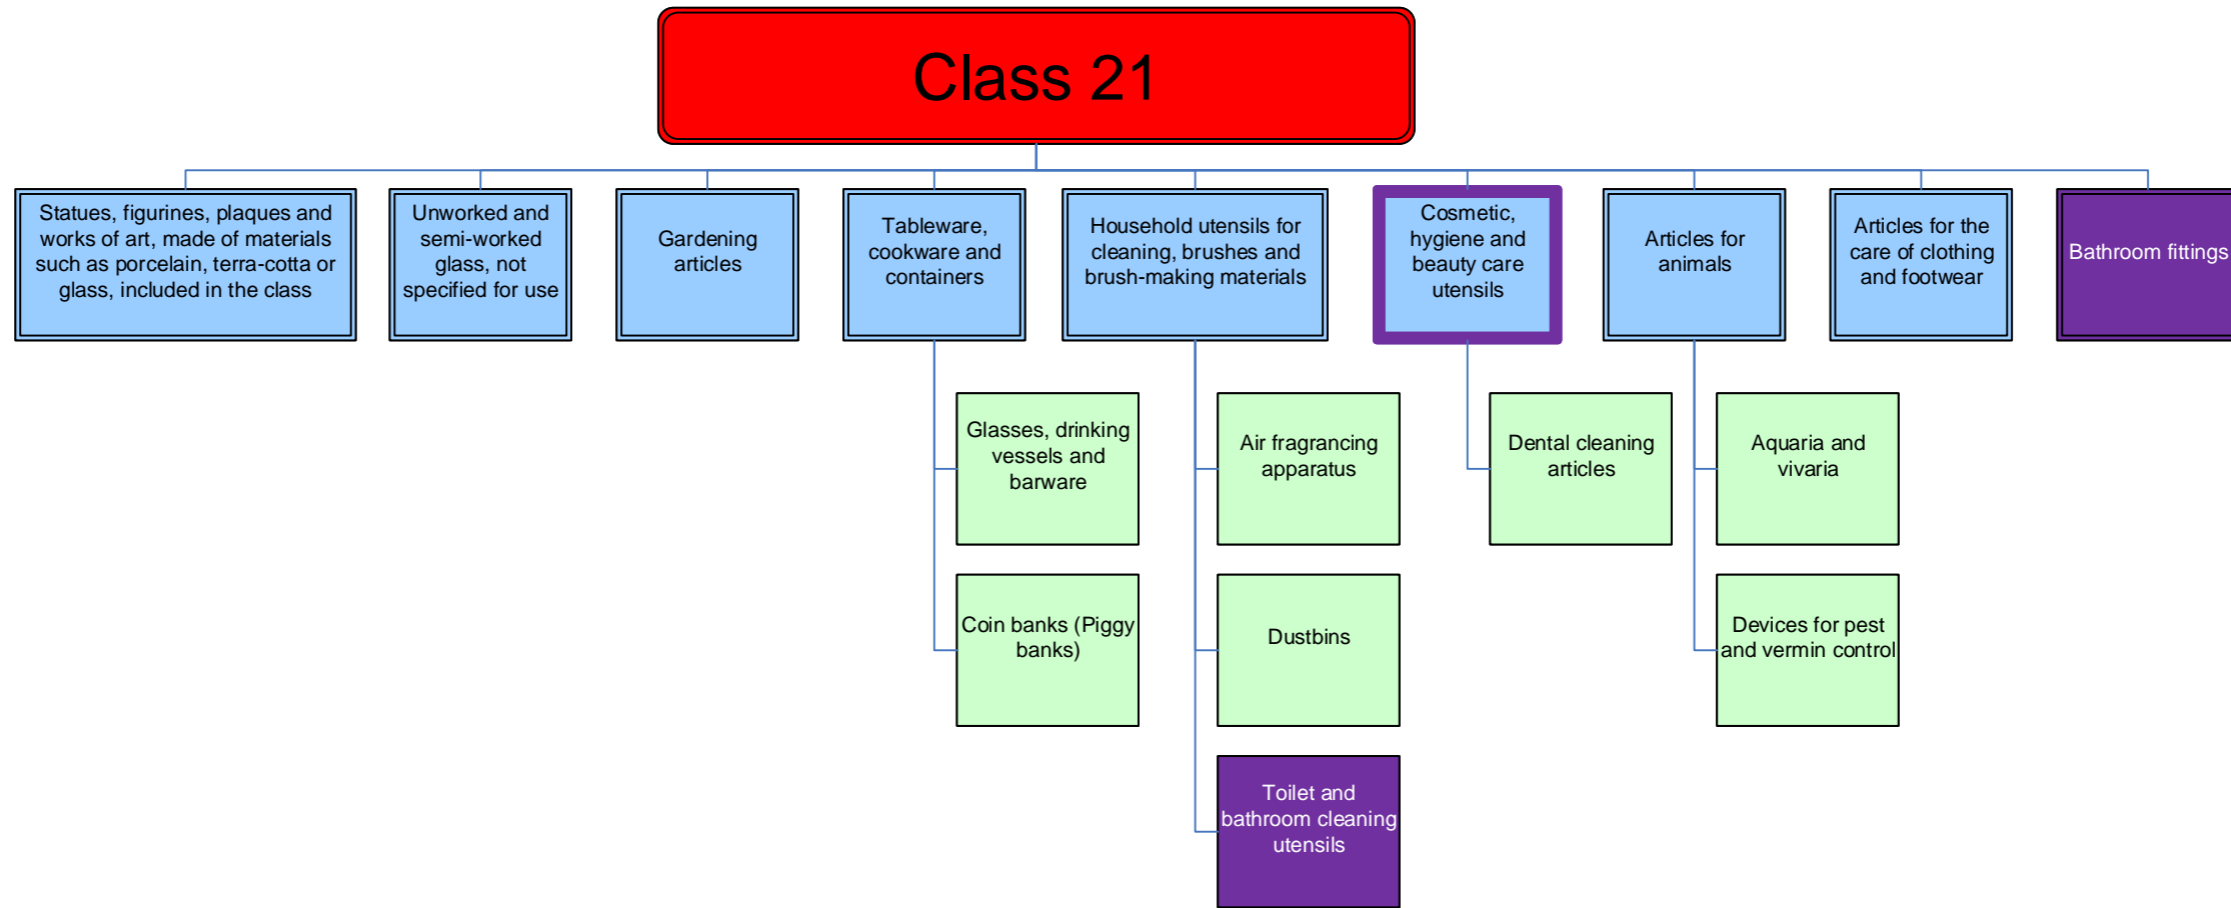 Class 21
Statues, figurines, plaques and
works of art, made of materials
such as porcelain, terra-cotta or
glass, included in the class
Unworked and
semi-worked
glass, not
specified for use
Gardening
articles
Tableware,
cookware and
containers
Household utensils for
cleaning, brushes and
brush-making materials
Cosmetic,
hygiene and
beauty care
utensils
Articles for
animals
Articles for the
care of clothing
and footwear
Bathroom fittings
Glasses, drinking
vessels and
barware
Air fragrancing
apparatus
Dental cleaning
articles
Aquaria and
vivaria
Coin banks (Piggy
banks)
Dustbins
Devices for pest
and vermin control
Toilet and
bathroom cleaning
utensils